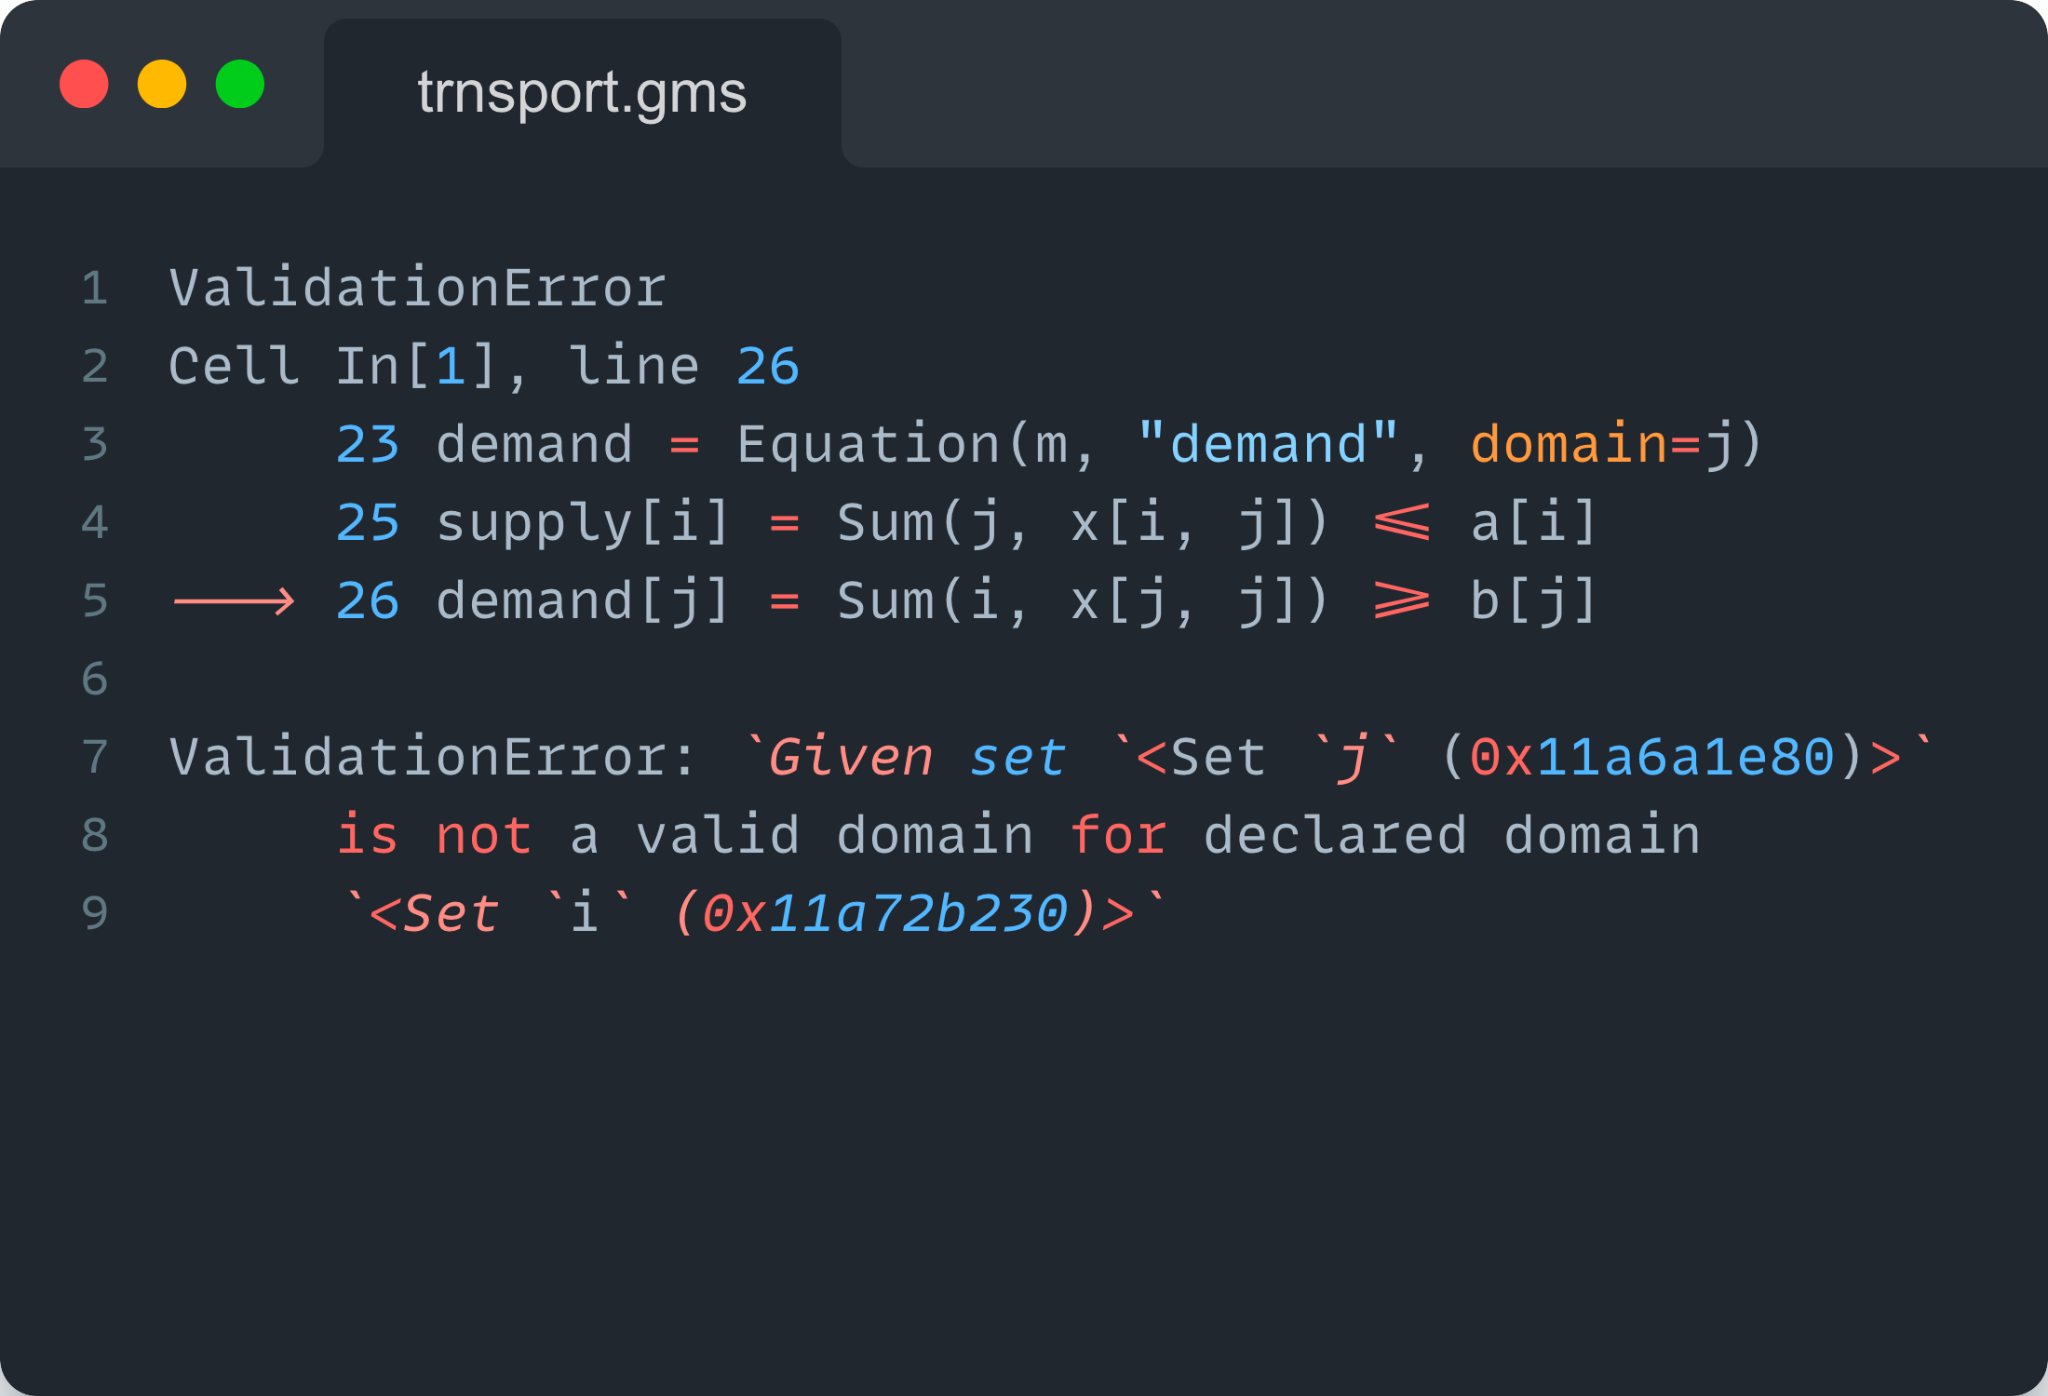 trnsport.gms
1 ValidationError
2 Cell In[1], line 26
3 23 demand = Equation(m, "demand", domain=j)
4 25 supply[i] = Sum(j, x[i, j]) <= a[i]
5 ---> 26 demand[j] = Sum(i, x[j, j]) >= b[j]
6
7 ValidationError: `Given set `<Set `j` (0x11a6a1e80)>`
8 is not a valid domain for declared domain
9 `<Set `i` (0x11a72b230)>`